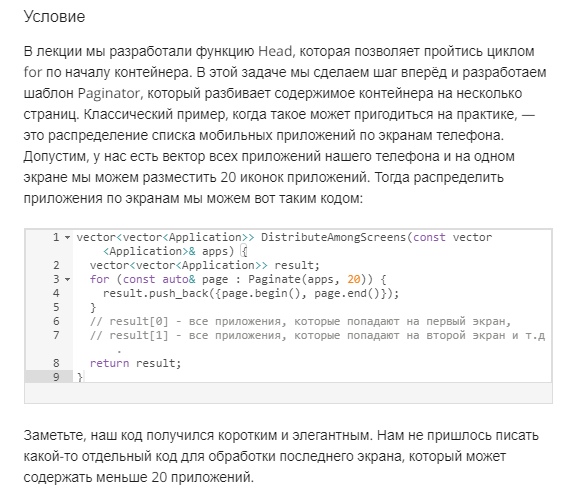 Условие
В лекции мы разработали функцию Head, которая позволяет пройтись циклом
for по началу контейнера. В этой задаче мы сделаем шаг вперёд и разработаем
шаблон Paginator, который разбивает содержимое контейнера на несколько
страниц. Классический пример, когда такое может пригодиться на практике, —
это распределение списка мобильных приложений по экранам телефона.
Допустим, у нас есть вектор всех приложений нашего телефона и на одном
экране мы можем разместить 20 иконок приложений. Тогда распределить
приложения по экранам мы можем вот таким кодом:
1 vector<vector<Application>> DistributeAmongScreens(const vector
<Application>& apps) {
2 vector<vector<Application>> result;
3 for (const auto& page : Paginate(apps, 20)) {
4 result.push_back({page.begin(), page.end()});
5 }
6 // result[0] - все приложения, которые попадают на первый экран,
7 // result[1] - все приложения, которые попадают на второй экран и т.д
.
8 return result;
9 }
Заметьте, наш код получился коротким и элегантным. Нам не пришлось писать
какой-то отдельный код для обработки последнего экрана, который может
содержать меньше 20 приложений.